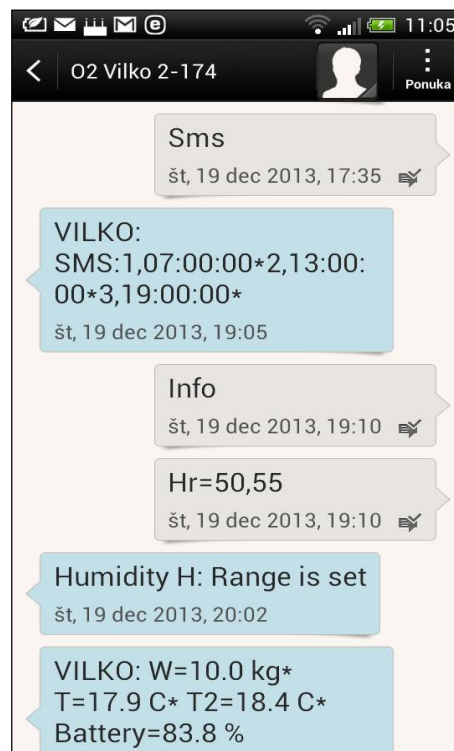 11:05
O2 Vilko 2-174
Ponuka
Sms
št, 19 dec 2013, 17:35
VILKO:
SMS:1,07:00:00*2,13:00:
00*3,19:00:00*
št, 19 dec 2013, 19:05
Info
št, 19 dec 2013, 19:10
Hr=50,55
št, 19 dec 2013, 19:10
Humidity H: Range is set
št, 19 dec 2013, 20:02
VILKO: W=10.0 kg*
T=17.9 C* T2=18.4 C*
Battery=83.8 %